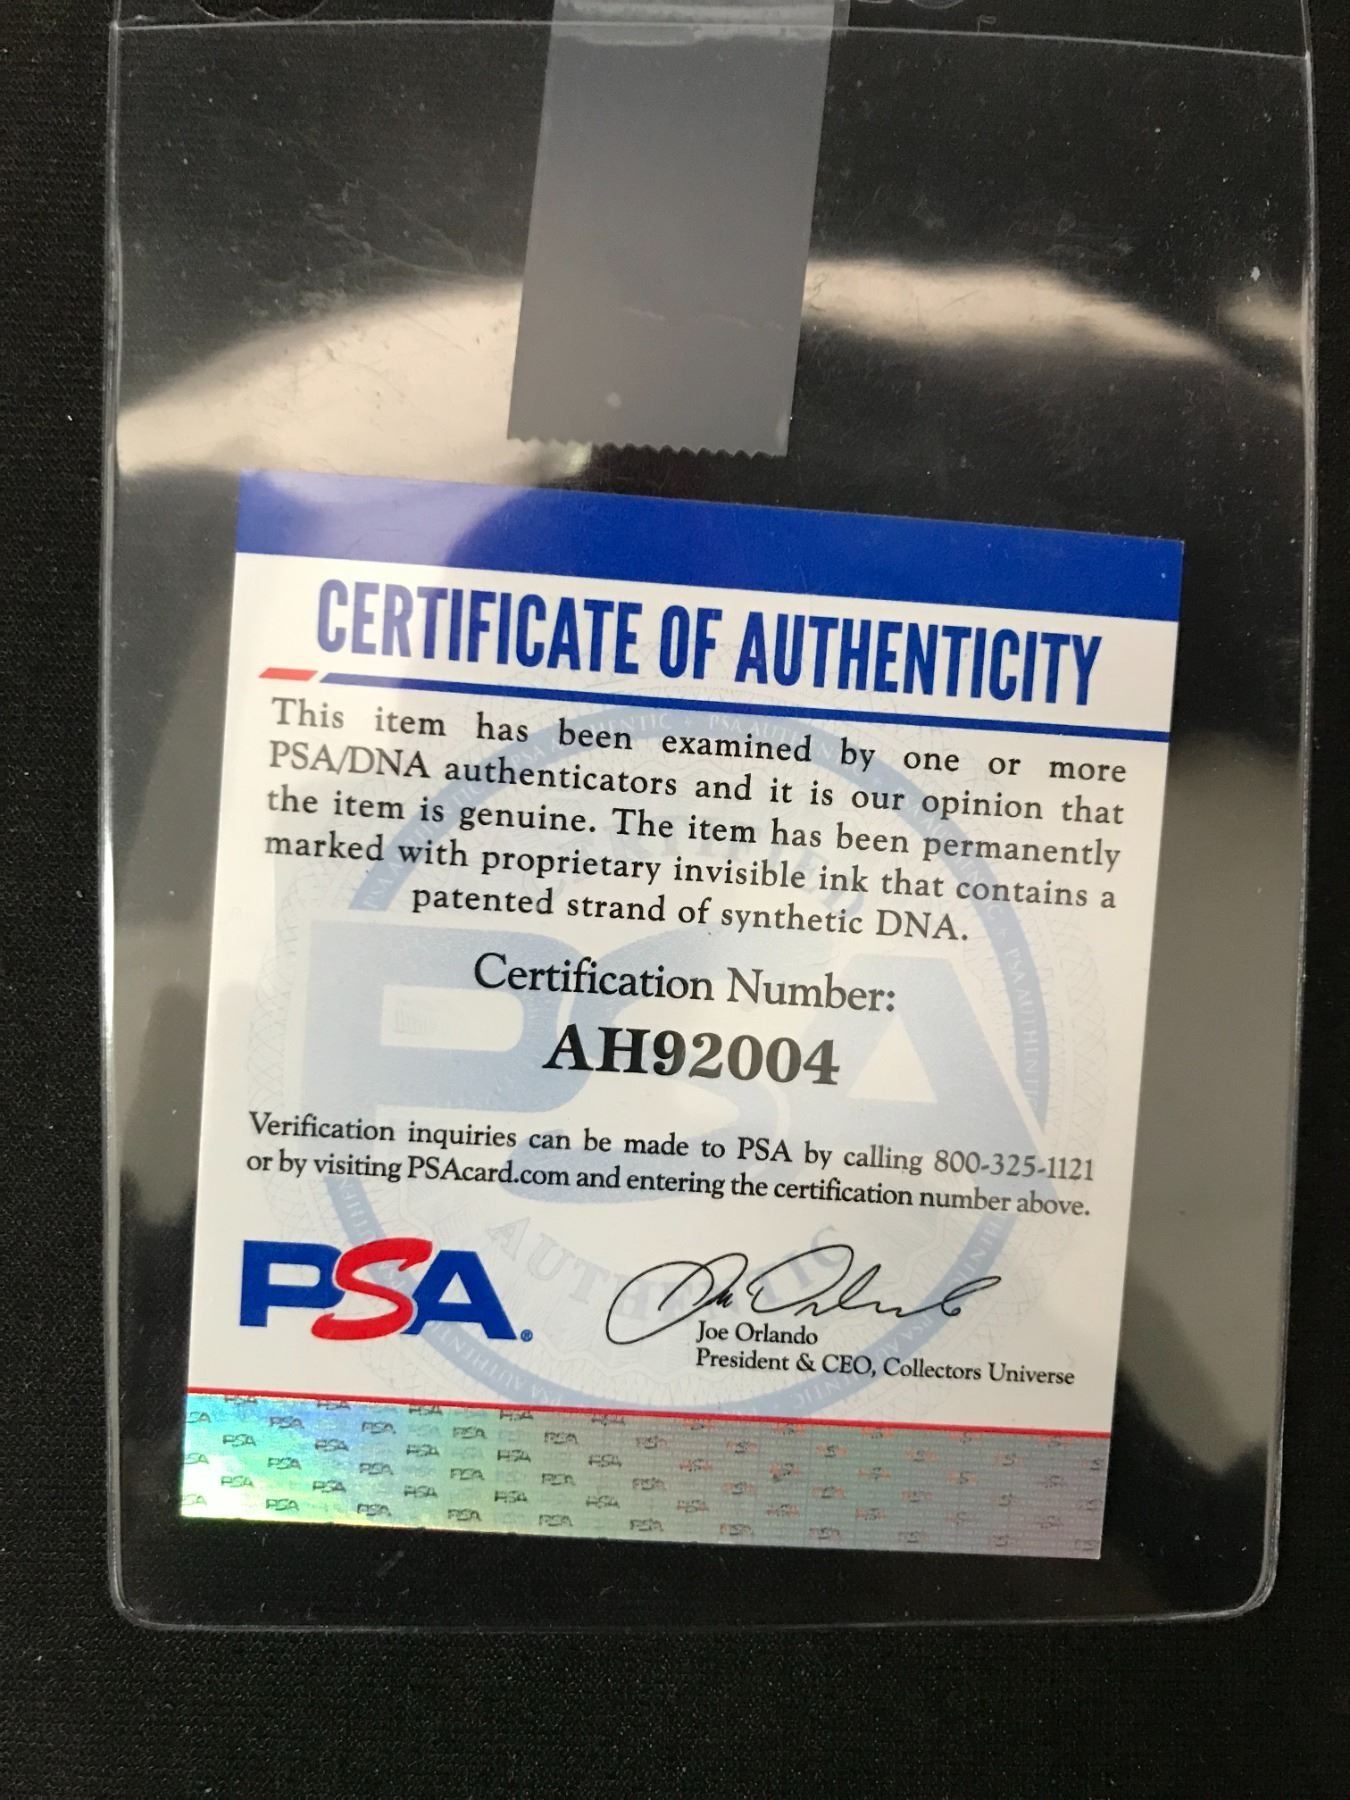 CERTIFICATE OF AUTHENTICITY
This item has been examined by one or more
PSA/DNA authenticators and it is our opinion that
the item is genuine. The item has been permanently
marked with proprietary invisible ink that contains a
patented strand of synthetic DNA.
Certification Number:
AH92004
Verification inquiries can be made to PSA by calling 800-325-1121
or by visiting PSAcard.com and entering the certification number above.
PSA®
Joe Orlando
President & CEO, Collectors Universe